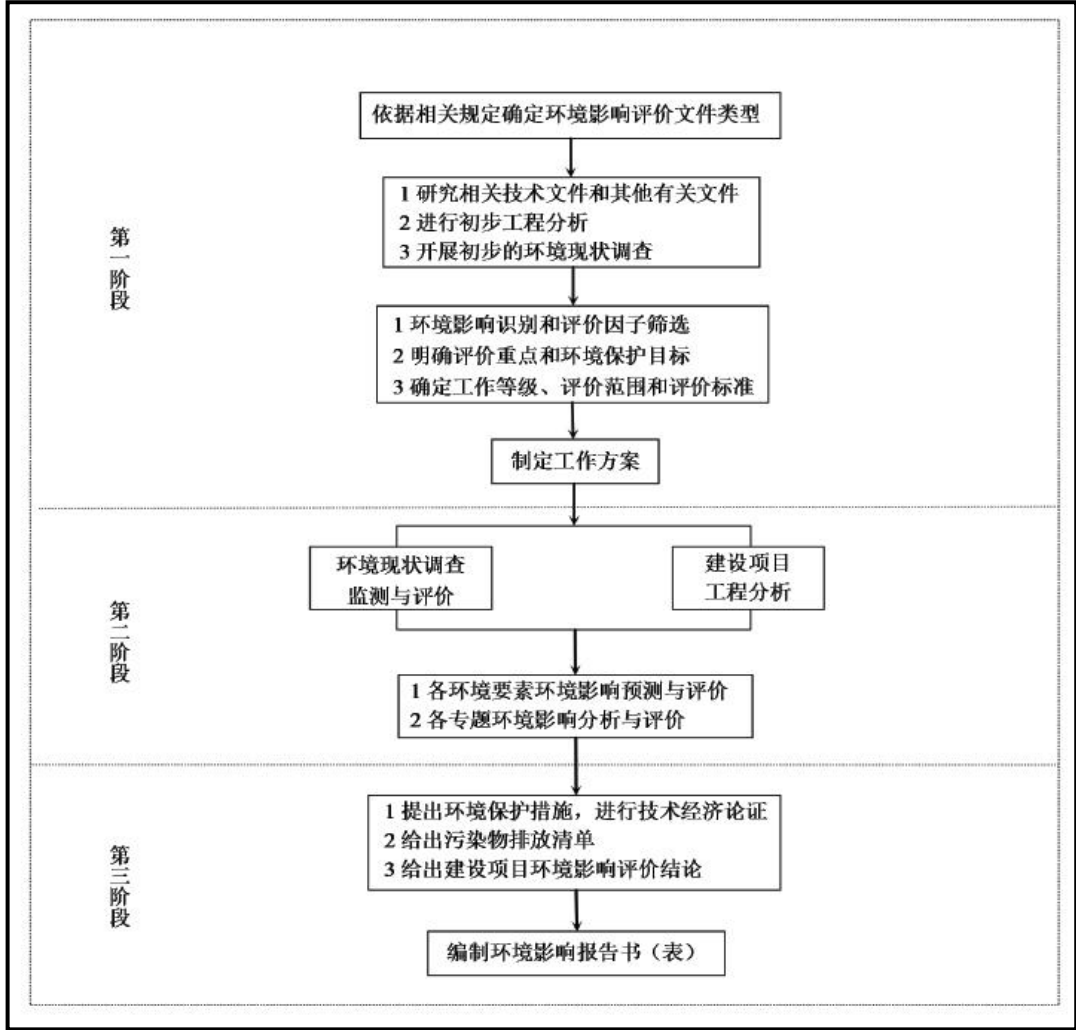 依据相关规定确定环境影响评价文件类型
第一阶段
1 研究相关技术文件和其他有关文件
2 进行初步工程分析
3 开展初步的环境现状调查
1 环境影响识别和评价因子筛选
2 明确评价重点和环境保护目标
3 确定工作等级、评价范围和评价标准
制定工作方案
第二阶段
环境现状调查
监测与评价
建设项目
工程分析
1 各环境要素环境影响预测与评价
2 各专题环境影响分析与评价
第三阶段
1 提出环境保护措施，进行技术经济论证
2 给出污染物排放清单
3 给出建设项目环境影响评价结论
编制环境影响报告书（表）